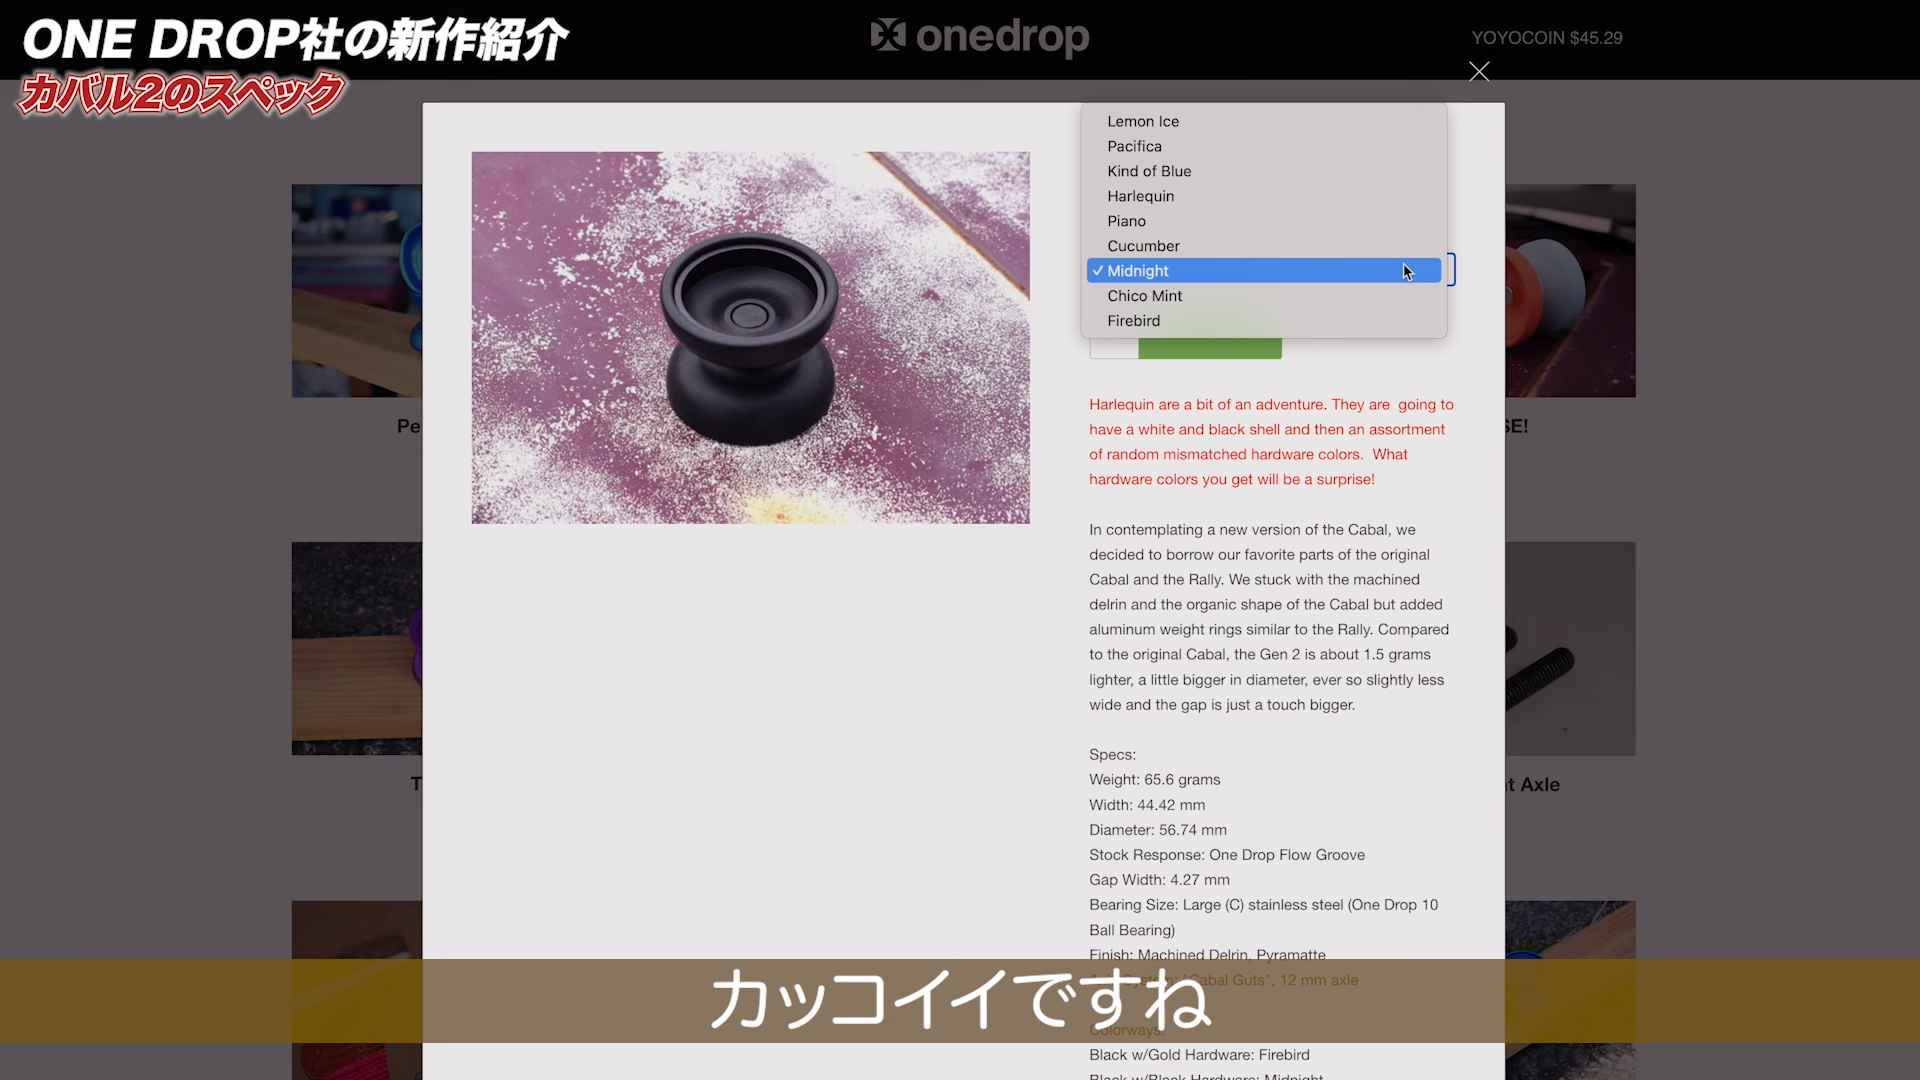 ONE DROP社の新作紹介
カバル2のスペック
onedrop
YOYOCOIN $45.29
Lemon Ice
Pacifica
Kind of Blue
Harlequin
Piano
Cucumber
✓ Midnight
Chico Mint
Firebird
Harlequin are a bit of an adventure. They are going to
have a white and black shell and then an assortment
of random mismatched hardware colors. What
hardware colors you get will be a surprise!
In contemplating a new version of the Cabal, we
decided to borrow our favorite parts of the original
Cabal and the Rally. We stuck with the machined
delrin and the organic shape of the Cabal but added
aluminum weight rings similar to the Rally. Compared
to the original Cabal, the Gen 2 is about 1.5 grams
lighter, a little bigger in diameter, ever so slightly less
wide and the gap is just a touch bigger.
Specs:
Weight: 65.6 grams
Width: 44.42 mm
Diameter: 56.74 mm
Stock Response: One Drop Flow Groove
Gap Width: 4.27 mm
Bearing Size: Large (C) stainless steel (One Drop 10
Ball Bearing)
Finish: Machined Delrin, Pyramatte
"Cabal Guts", 12 mm axle
カッコイイですね
Colorways:
Black w/Gold Hardware: Firebird
Black w/Black Hardware: Midnight
Pe
SE!
T
t Axle